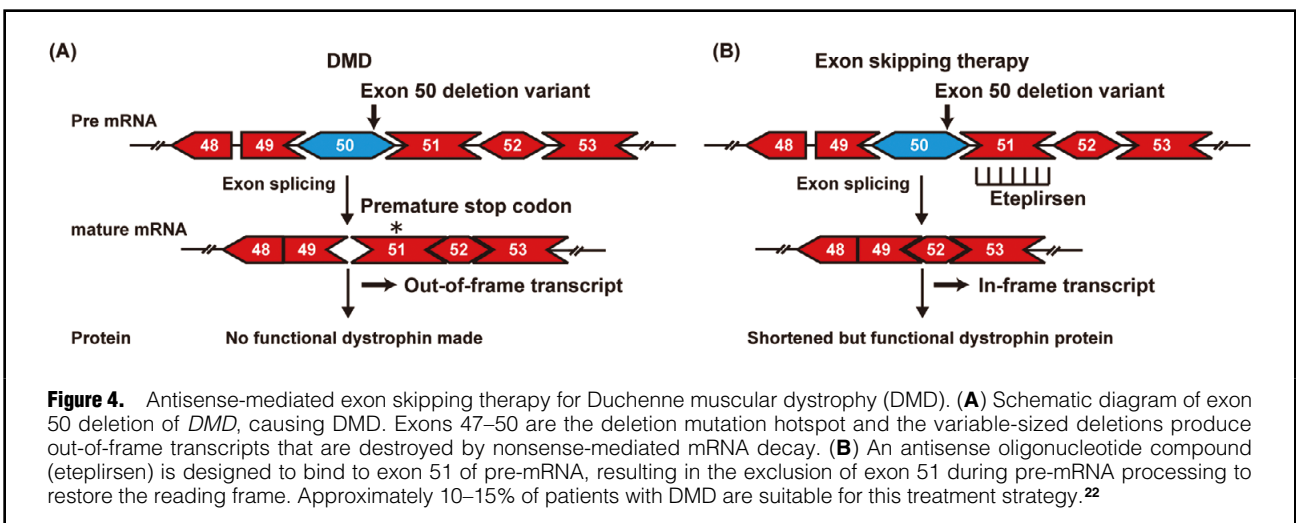 (A)
DMD
Exon 50 deletion variant
Pre mRNA
48 49 50 51 52 53
Exon splicing
Premature stop codon
*
mature mRNA
48 49 51 52 53
Out-of-frame transcript
Protein
No functional dystrophin made
(B)
Exon skipping therapy
Exon 50 deletion variant
48 49 50 51 52 53
Exon splicing
Eteplirsen
48 49 52 53
In-frame transcript
Shortened but functional dystrophin protein
Figure 4. Antisense-mediated exon skipping therapy for Duchenne muscular dystrophy (DMD). (A) Schematic diagram of exon
50 deletion of DMD, causing DMD. Exons 47–50 are the deletion mutation hotspot and the variable-sized deletions produce
out-of-frame transcripts that are destroyed by nonsense-mediated mRNA decay. (B) An antisense oligonucleotide compound
(eteplirsen) is designed to bind to exon 51 of pre-mRNA, resulting in the exclusion of exon 51 during pre-mRNA processing to
restore the reading frame. Approximately 10–15% of patients with DMD are suitable for this treatment strategy.22